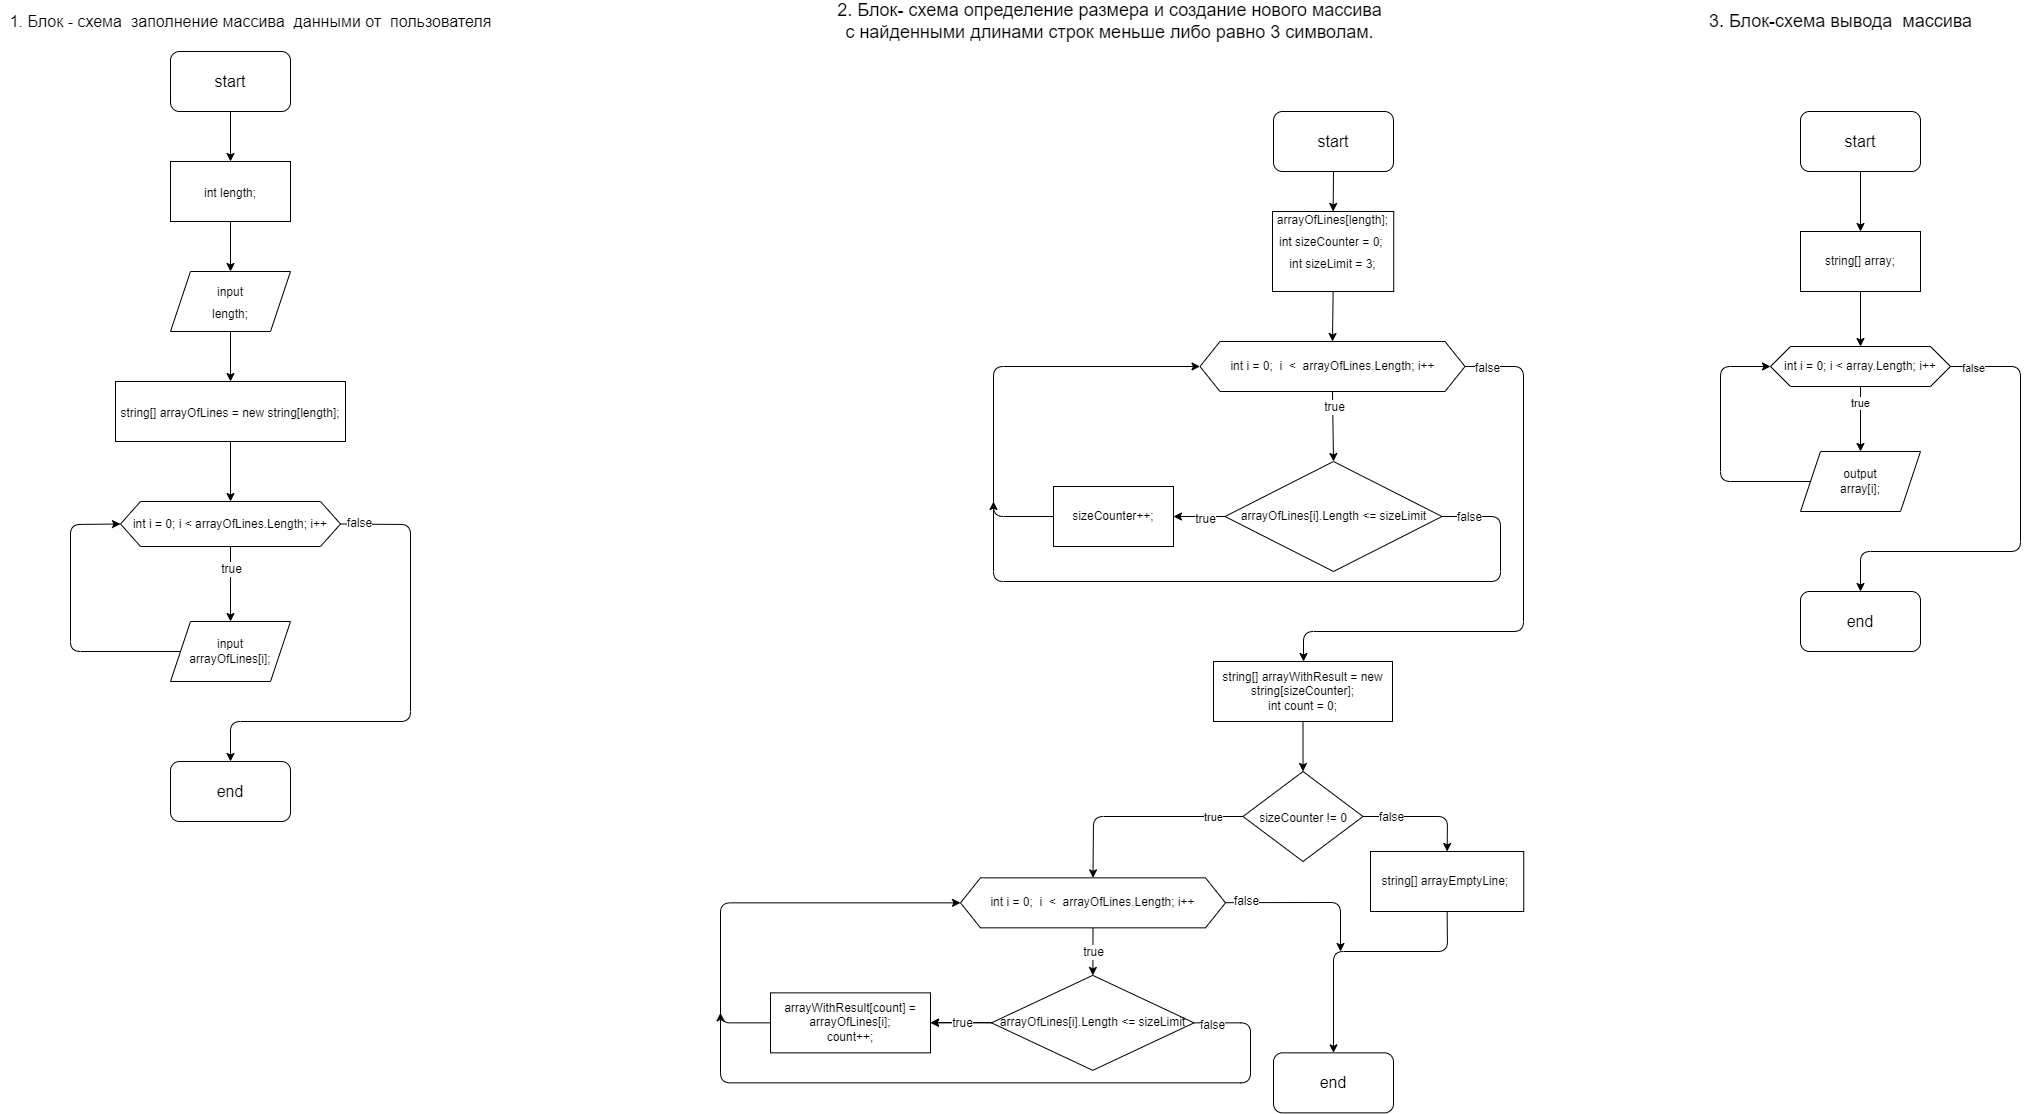 1. Блок - схема заполнение массива данными от пользователя
start
int length;
input
length;
string[] arrayOfLines = new string[length];
int i = 0; i < arrayOfLines.Length; i++
false
true
input
arrayOfLines[i];
end
2. Блок- схема определение размера и создание нового массива
с найденными длинами строк меньше либо равно 3 символам.
start
arrayOfLines[length];
int sizeCounter = 0;
int sizeLimit = 3;
int i = 0; i < arrayOfLines.Length; i++
false
true
sizeCounter++;
true
arrayOfLines[i].Length <= sizeLimit
false
string[] arrayWithResult = new
string[sizeCounter];
int count = 0;
true
sizeCounter != 0
false
string[] arrayEmptyLine;
int i = 0; i < arrayOfLines.Length; i++
false
true
arrayWithResult[count] =
arrayOfLines[i];
count++;
true
arrayOfLines[i].Length <= sizeLimit
false
end
3. Блок-схема вывода массива
start
string[] array;
int i = 0; i < array.Length; i++
false
true
output
array[i];
end